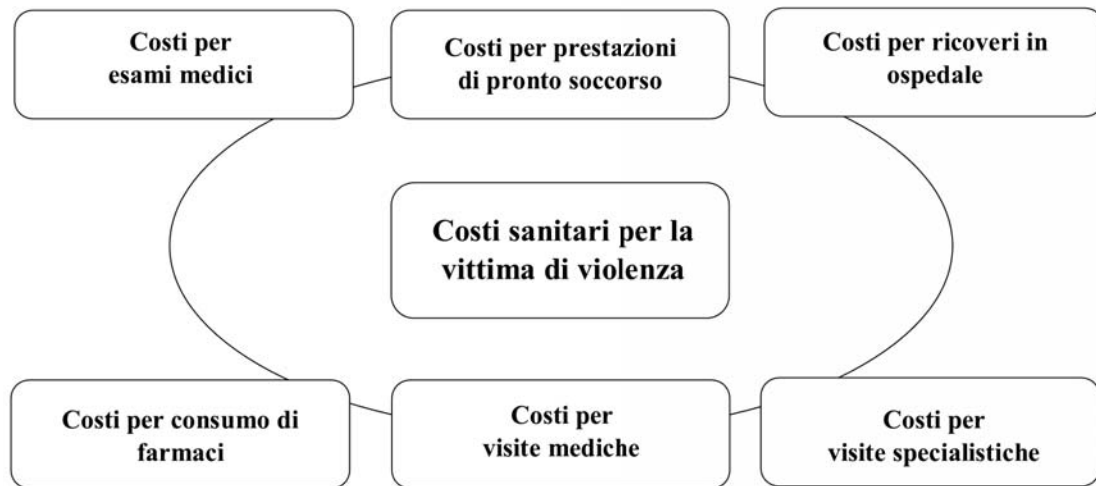 Costi per
esami medici
Costi per prestazioni
di pronto soccorso
Costi per ricoveri in
ospedale
Costi sanitari per la
vittima di violenza
Costi per consumo di
farmaci
Costi per
visite mediche
Costi per
visite specialistiche